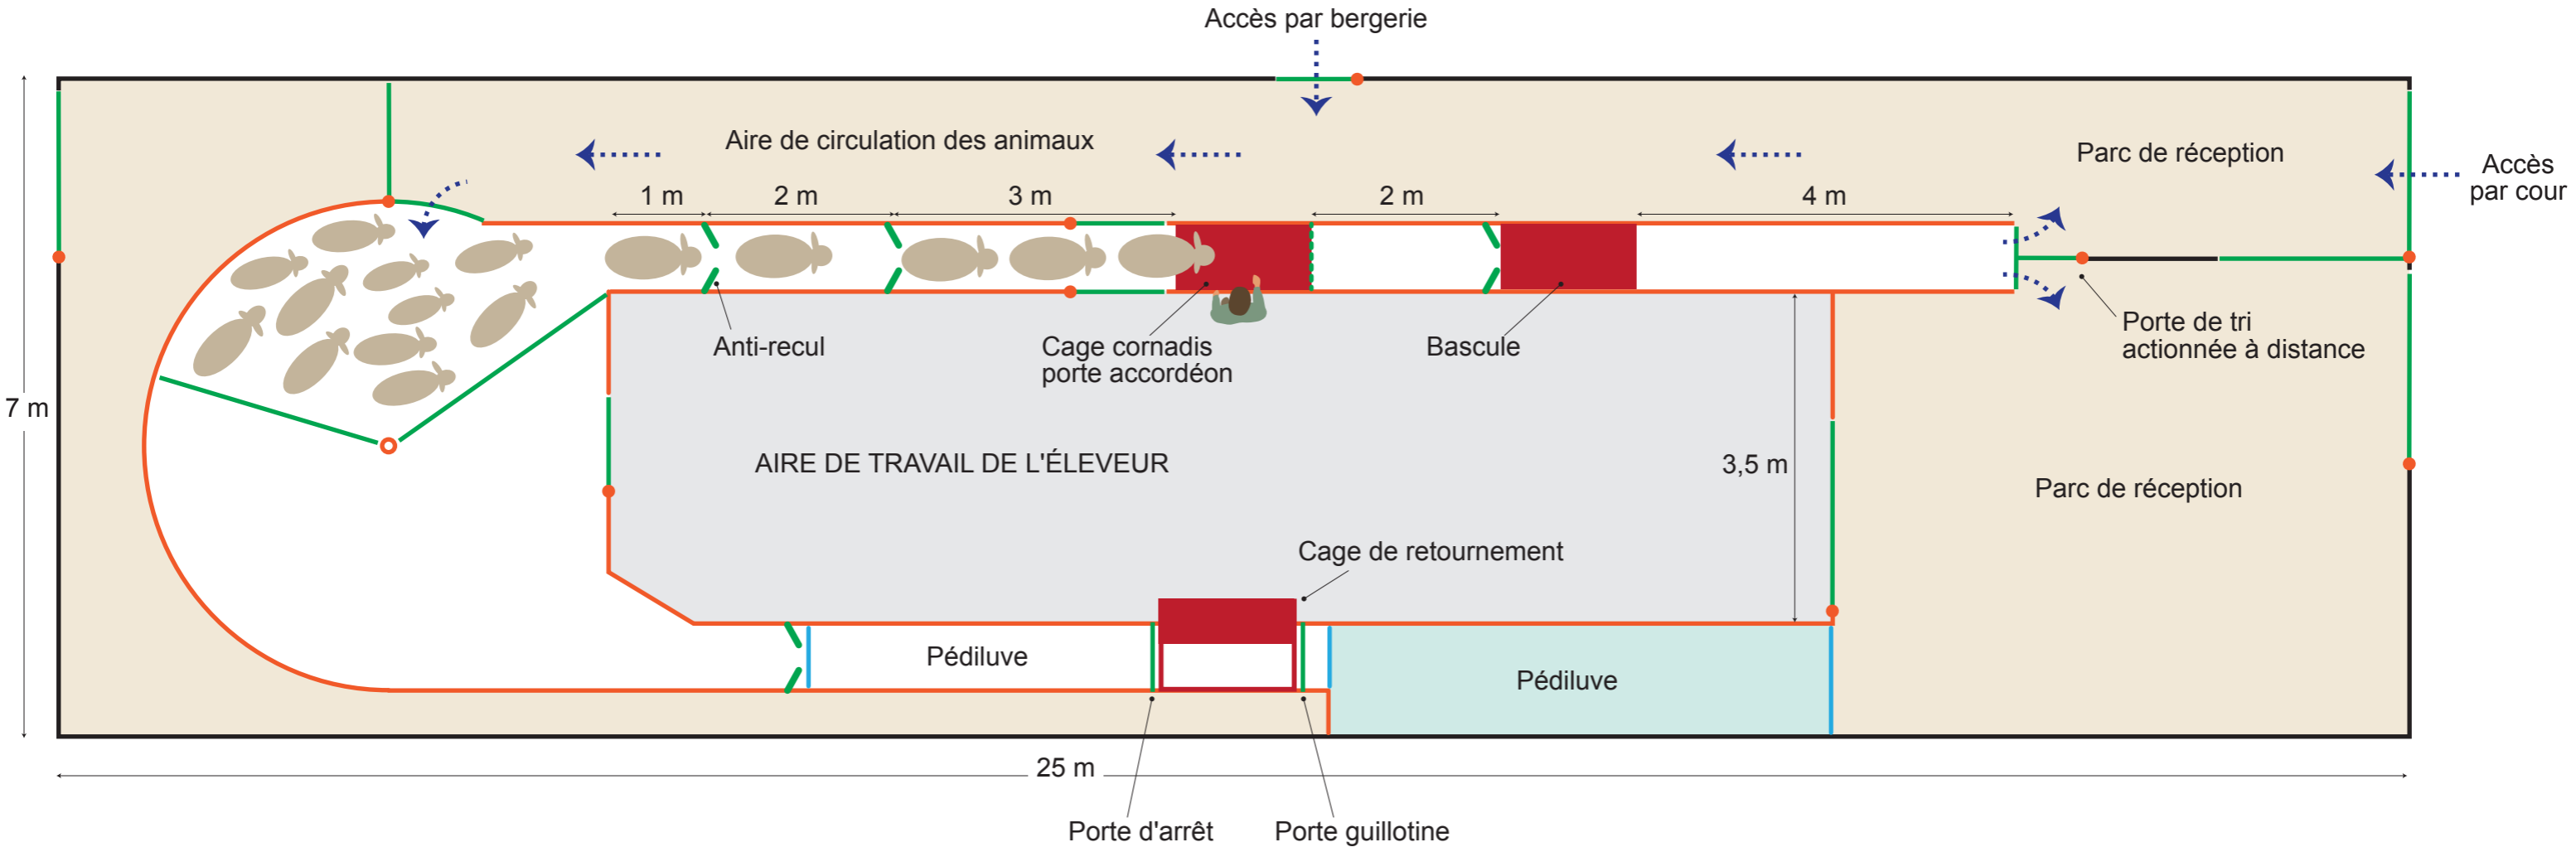 Accès par bergerie
Aire de circulation des animaux
Parc de réception
Accès
par cour
1 m
2 m
3 m
2 m
4 m
Anti-recul
Cage cornadis
porte accordéon
Bascule
Porte de tri
actionnée à distance
7 m
AIRE DE TRAVAIL DE L'ÉLEVEUR
3,5 m
Parc de réception
Cage de retournement
Pédiluve
Pédiluve
25 m
Porte d'arrêt
Porte guillotine